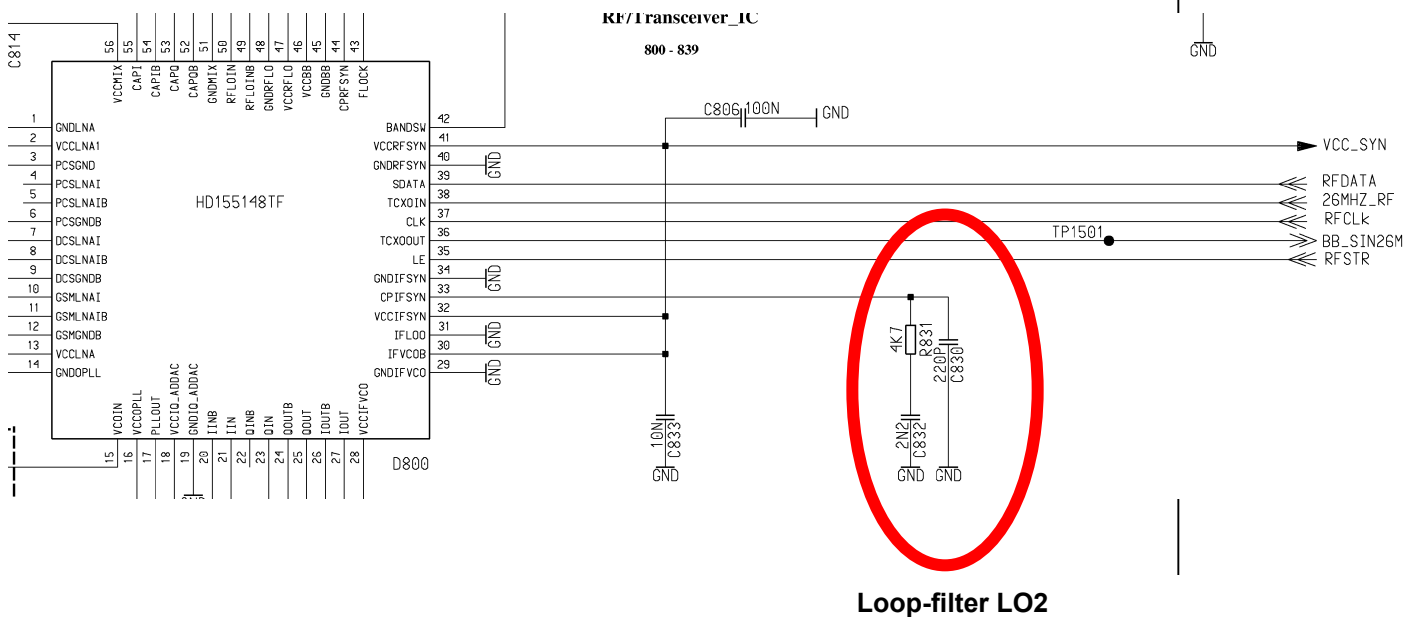 RF/Transceiver_IC
800 - 839
C814
56
55
54
53
52
51
50
49
48
47
46
45
44
43
VCCMIX
CAPI
CAPIB
CAPQ
CAPQB
GNDMIX
RFLOIN
RFLOINB
GNDRFLO
VCCRFLO
VCCBB
GNDBB
CPRFSYN
FLOCK
GND
C806 100N
GND
1 GNDLNA
2 VCCLNA1
3 PCSGND
4 PCSLNAI
5 PCSLNAIB
6 PCSGNDB
7 DCSLNAI
8 DCSLNAIB
9 DCSGNDB
10 GSMLNAI
11 GSMLNAIB
12 GSMGNDB
13 VCCLNA
14 GNDOPLL
HD155148TF
BANDSW 42
VCCRFSYN 41
VCC_SYN
GNDRFSYN 40
GND
SDATA 39
RFDATA
TCXOIN 38
26MHZ_RF
CLK 37
RFCLk
TCXOOUT 36
TP1501
BB_SIN26M
LE 35
RFSTR
GNDIFSYN 34
GND
CPIFSYN 33
VCCIFSYN 32
IFLOO 31
GND
IFVCOB 30
GNDIFVCO 29
GND
4K7
R831
220P
C830
2N2
C832
GND
GND
10N
C833
GND
VCOIN
VCCOPLL
PLLOUT
VCCIQ_ADDAC
GNDIQ_ADDAC
IINB
IIN
QINB
QIN
QOUTB
QOUT
IOUTB
IOUT
VCCIFVCO
15
16
17
18
19
20
21
22
23
24
25
26
27
28
D800
Loop-filter LO2